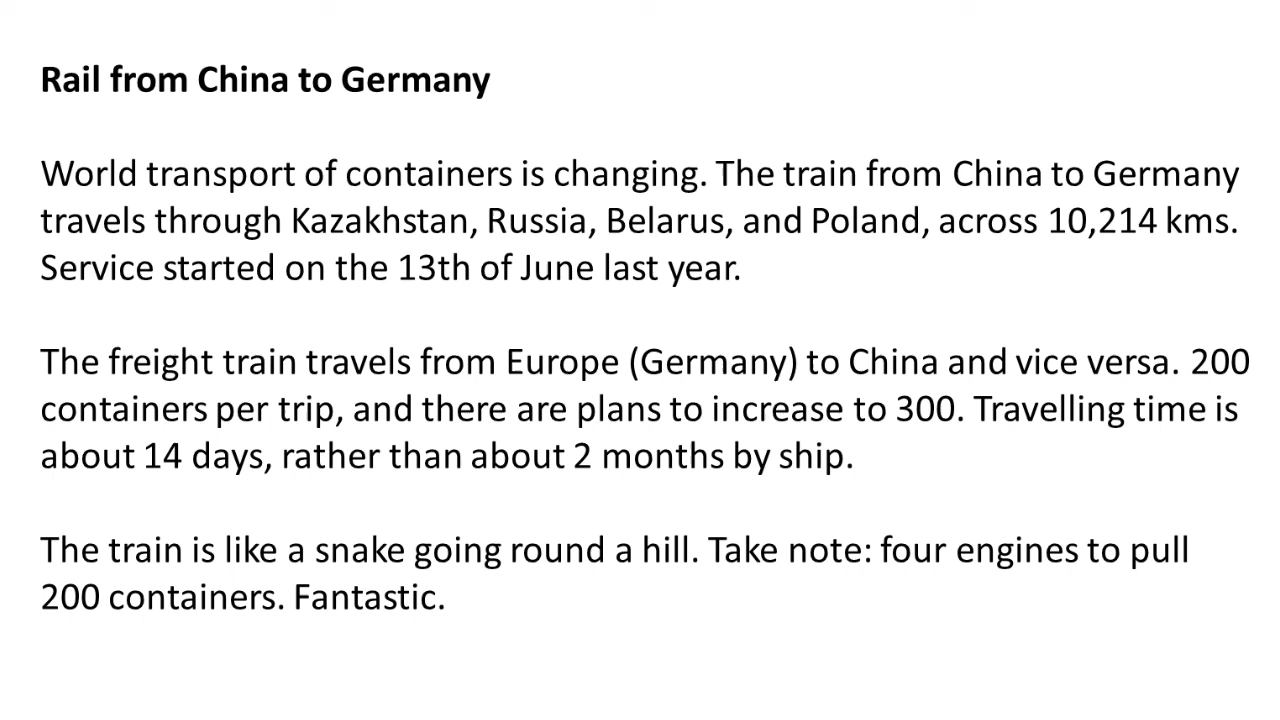 Rail from China to Germany
World transport of containers is changing. The train from China to Germany
travels through Kazakhstan, Russia, Belarus, and Poland, across 10,214 kms.
Service started on the 13th of June last year.
The freight train travels from Europe (Germany) to China and vice versa. 200
containers per trip, and there are plans to increase to 300. Travelling time is
about 14 days, rather than about 2 months by ship.
The train is like a snake going round a hill. Take note: four engines to pull
200 containers. Fantastic.